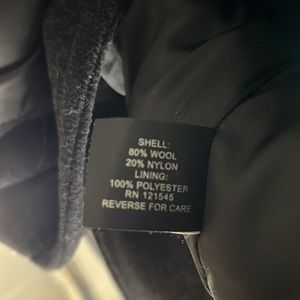 SHELL:
80% WOOL
20% NYLON
LINING:
100% POLYESTER
RN 121545
REVERSE FOR CARE